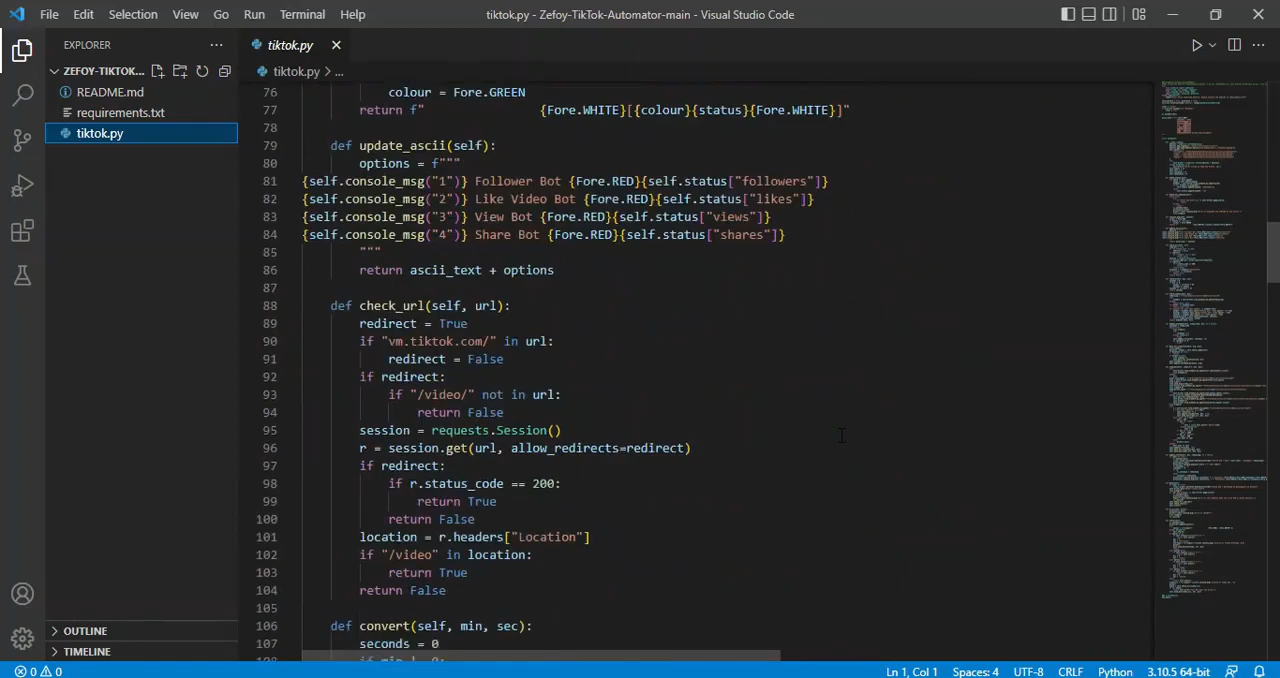 File Edit Selection View Go Run Terminal Help tiktok.py - Zefoy-TikTok-Automator-main - Visual Studio Code
EXPLORER
tiktok.py
ZEFOY-TIKTOK...
tiktok.py > ...
README.md
requirements.txt
tiktok.py
76 colour = Fore.GREEN
77 return f" {Fore.WHITE}[{colour}{status}{Fore.WHITE}]"
78
79 def update_ascii(self):
80 options = f"""
81 {self.console_msg("1")} Follower Bot {Fore.RED}{self.status["followers"]}
82 {self.console_msg("2")} Like Video Bot {Fore.RED}{self.status["likes"]}
83 {self.console_msg("3")} View Bot {Fore.RED}{self.status["views"]}
84 {self.console_msg("4")} Share Bot {Fore.RED}{self.status["shares"]}
85 """
86 return ascii_text + options
87
88 def check_url(self, url):
89 redirect = True
90 if "vm.tiktok.com/" in url:
91 redirect = False
92 if redirect:
93 if "/video/" not in url:
94 return False
95 session = requests.Session()
96 r = session.get(url, allow_redirects=redirect)
97 if redirect:
98 if r.status_code == 200:
99 return True
100 return False
101 location = r.headers["Location"]
102 if "/video" in location:
103 return True
104 return False
105
106 def convert(self, min, sec):
107 seconds = 0
OUTLINE
TIMELINE
0 0 Ln 1, Col 1 Spaces: 4 UTF-8 CRLF Python 3.10.5 64-bit